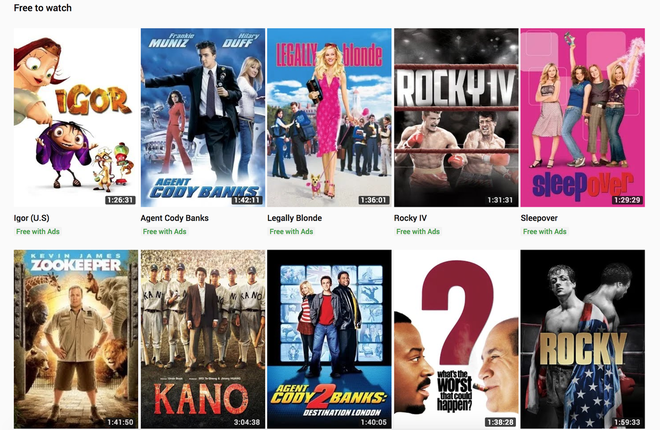 Free to watch
IGOR
1:26:31
Frankie
MUNIZ
Hilary
DUFF
AGENT
CODY BANKS
1:42:11
LEGALLY blonde
1:36:01
ROCKY IV
1:31:31
sleepover
1:29:29
Igor (U.S)
Agent Cody Banks
Legally Blonde
Rocky IV
Sleepover
Free with Ads
Free with Ads
Free with Ads
Free with Ads
Free with Ads
KEVIN JAMES
ZOOKEEPER
1:41:50
KANO
3:04:38
AGENT
CODY BANKS:
2
DESTINATION LONDON
1:40:05
?
what's the
worst
that could
happen?
1:38:28
ROCKY
1:59:33